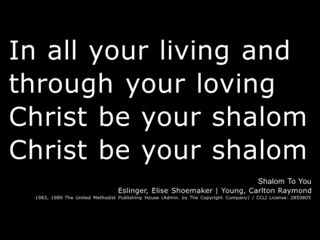 In all your living and
through your loving
Christ be your shalom
Christ be your shalom
Shalom To You
Eslinger, Elise Shoemaker | Young, Carlton Raymond
1983, 1989 The United Methodist Publishing House (Admin. by The Copyright Company) / CCLI License: 2850805